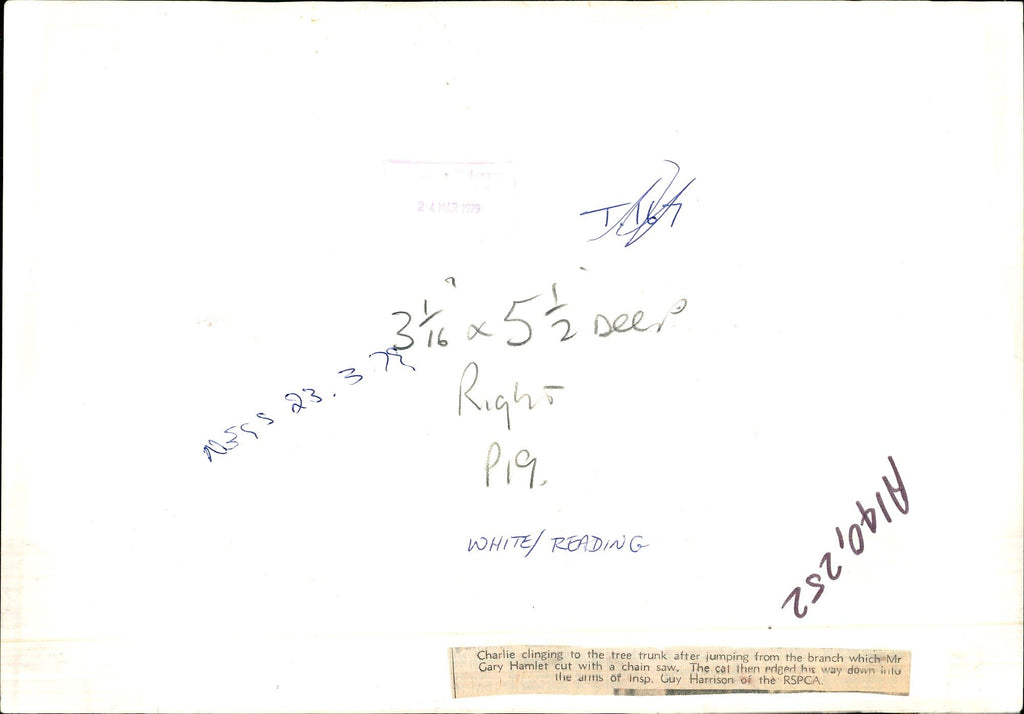 24 MAR 1979
3 1/16" x 5 1/2 Deep
Right
P19.
NEGS 23.3.79
WHITE/ READING
A190,252
Charlie clinging to the tree trunk after jumping from the branch which Mr
Gary Hamlet cut with a chain saw. The cat then edged his way down into
the arms of Insp. Guy Harrison of the RSPCA.